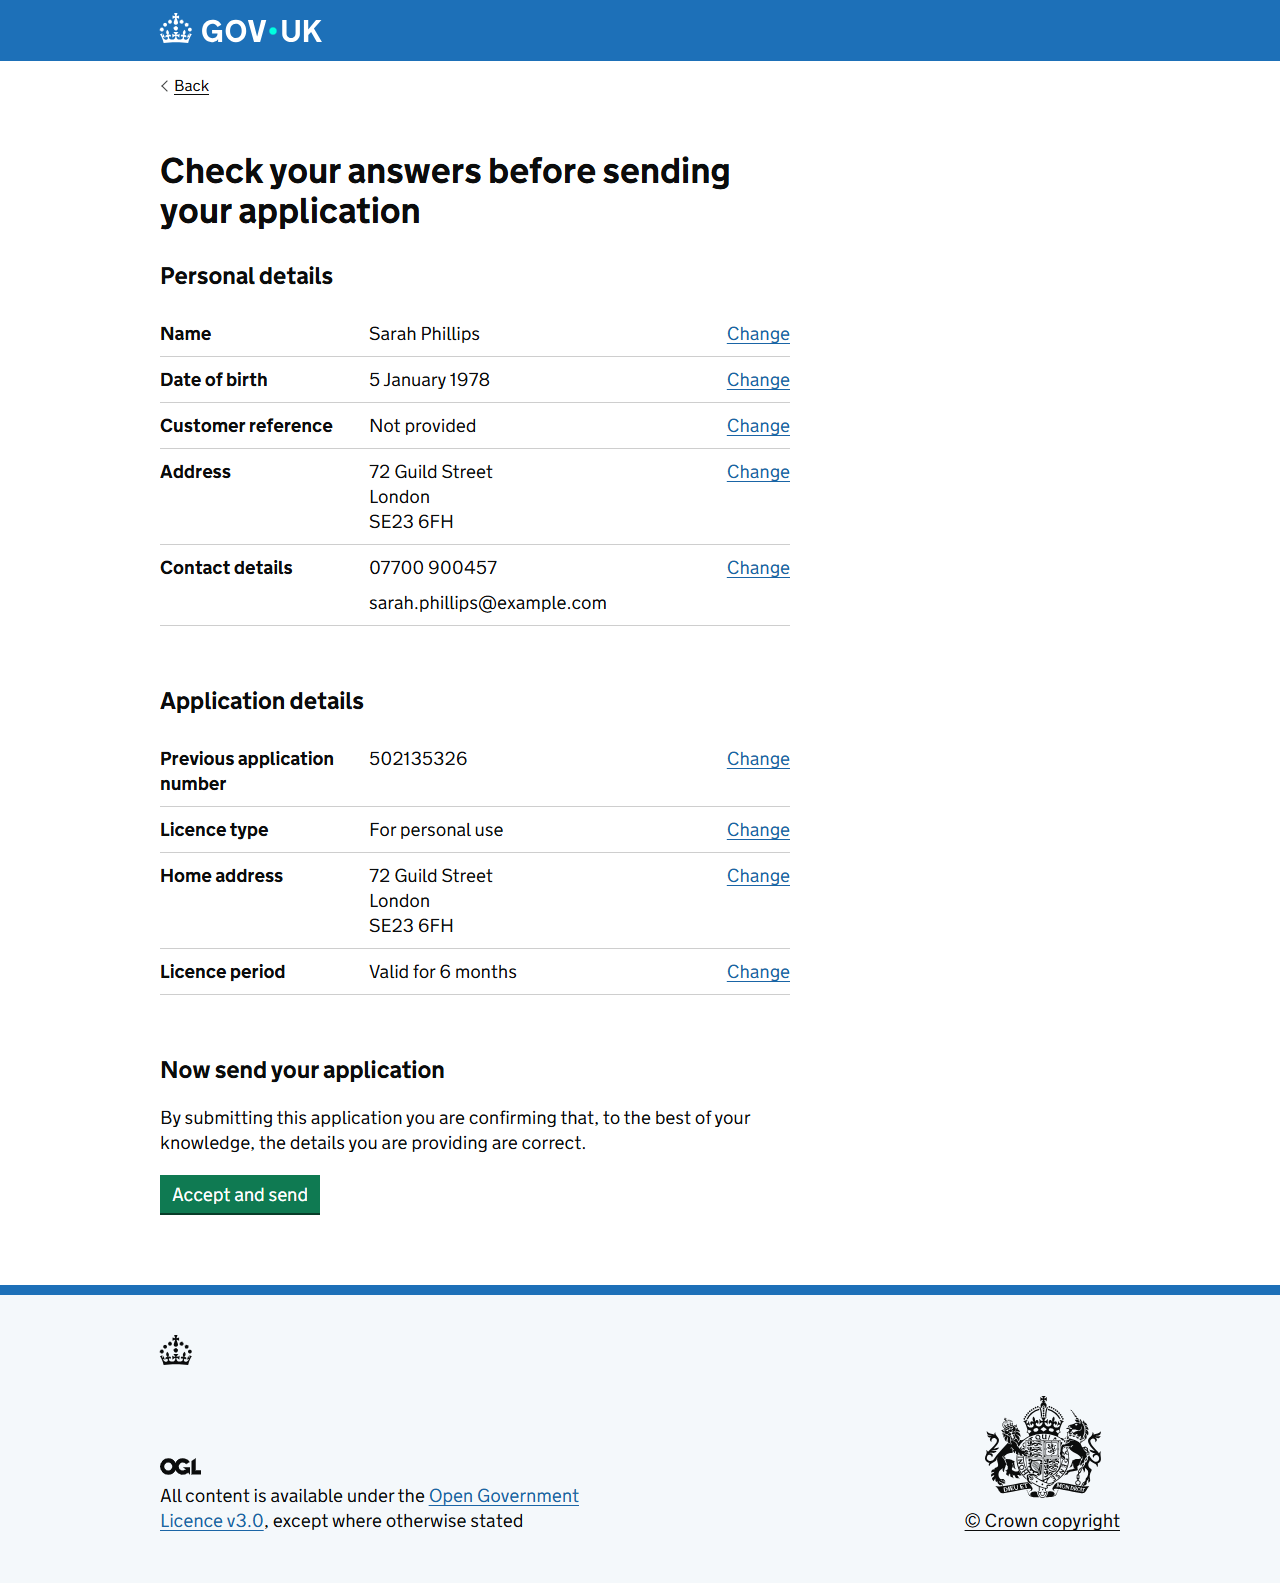 GOV·UK
Back
Check your answers before sending
your application
Personal details
Name Sarah Phillips Change
Date of birth 5 January 1978 Change
Customer reference Not provided Change
Address 72 Guild Street Change
London
SE23 6FH
Contact details 07700 900457 Change
sarah.phillips@example.com
Application details
Previous application 502135326 Change
number
Licence type For personal use Change
Home address 72 Guild Street Change
London
SE23 6FH
Licence period Valid for 6 months Change
Now send your application
By submitting this application you are confirming that, to the best of your
knowledge, the details you are providing are correct.
Accept and send
OGL
All content is available under the Open Government
Licence v3.0, except where otherwise stated
© Crown copyright